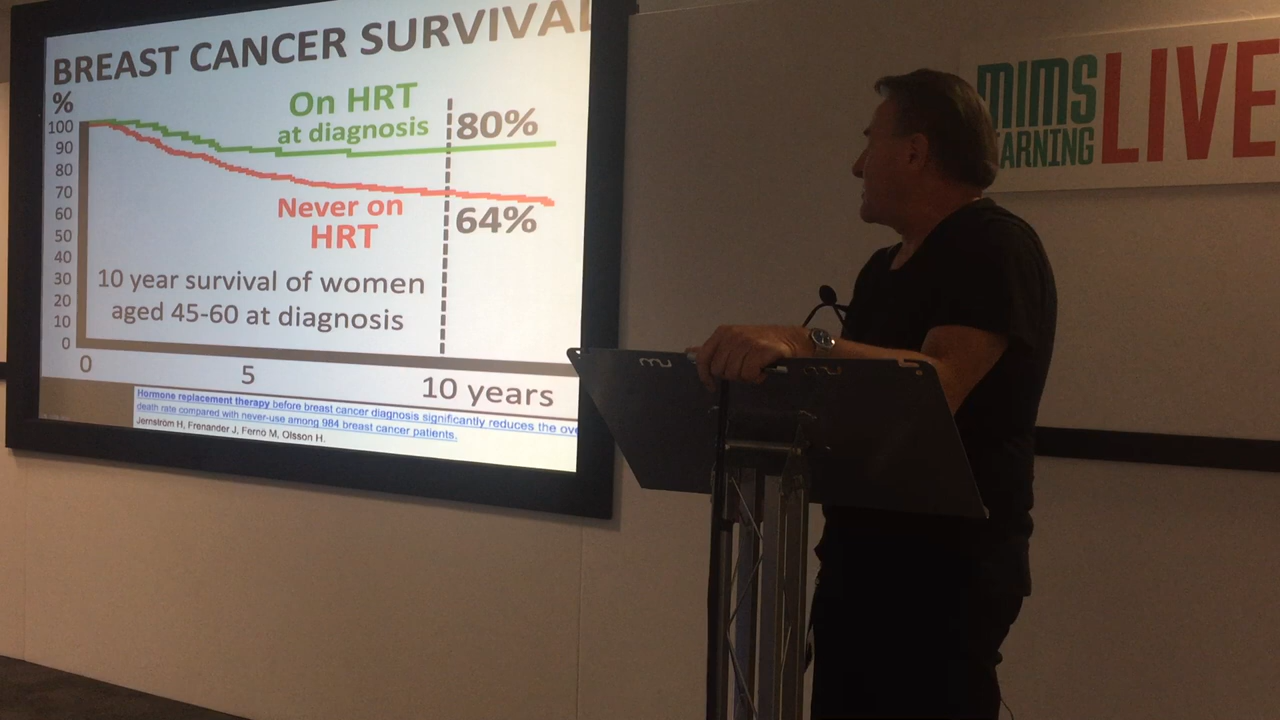 BREAST CANCER SURVIVAL
%
100
90
80
70
60
50
40
30
20
10
0
On HRT
at diagnosis
80%
Never on
HRT
64%
10 year survival of women
aged 45-60 at diagnosis
0
5
10 years
Hormone replacement therapy before breast cancer diagnosis significantly reduces the ove
death rate compared with never-use among 984 breast cancer patients.
Jernström H, Frenander J, Fernö M, Olsson H.
MIMS
EARNING
LIVE